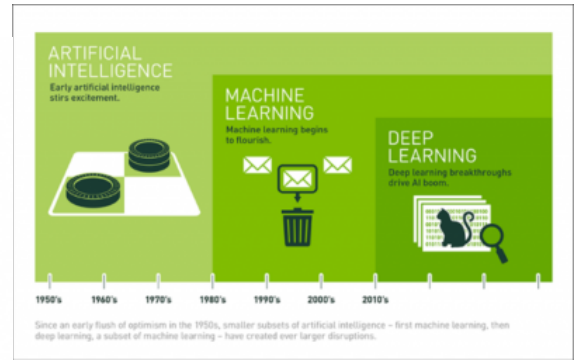 ARTIFICIAL
INTELLIGENCE
Early artificial intelligence
stirs excitement.
MACHINE
LEARNING
Machine learning begins
to flourish.
DEEP
LEARNING
Deep learning breakthroughs
drive AI boom.
1950's 1960's 1970's 1980's 1990's 2000's 2010's
Since an early flush of optimism in the 1950s, smaller subsets of artificial intelligence – first machine learning, then
deep learning, a subset of machine learning – have created ever larger disruptions.